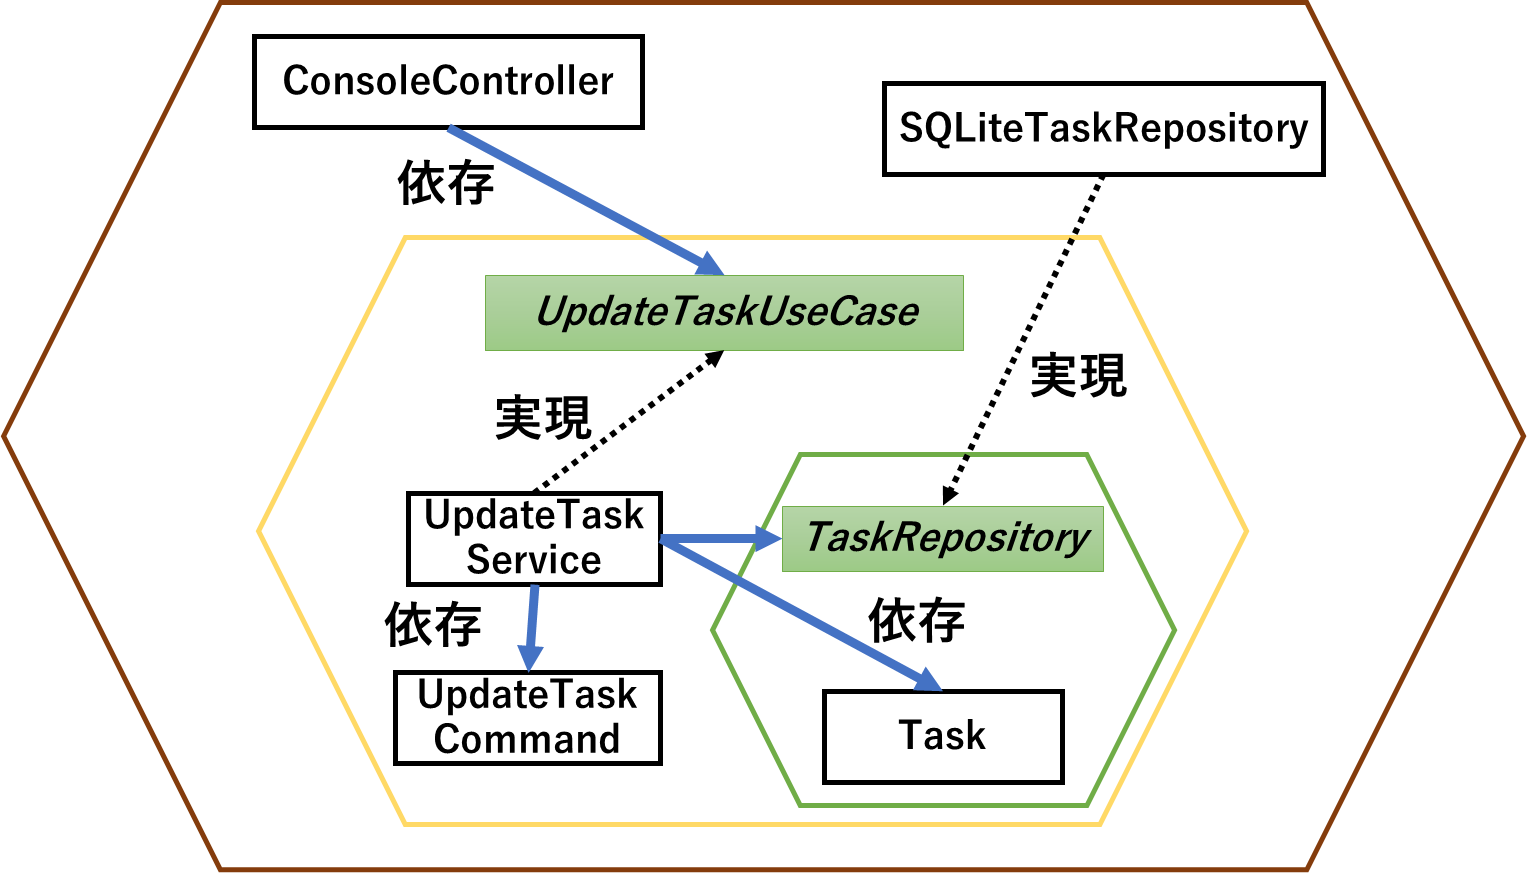 ConsoleController
SQLiteTaskRepository
依存
UpdateTaskUseCase
実現
実現
UpdateTask
Service
TaskRepository
依存
依存
UpdateTask
Command
Task